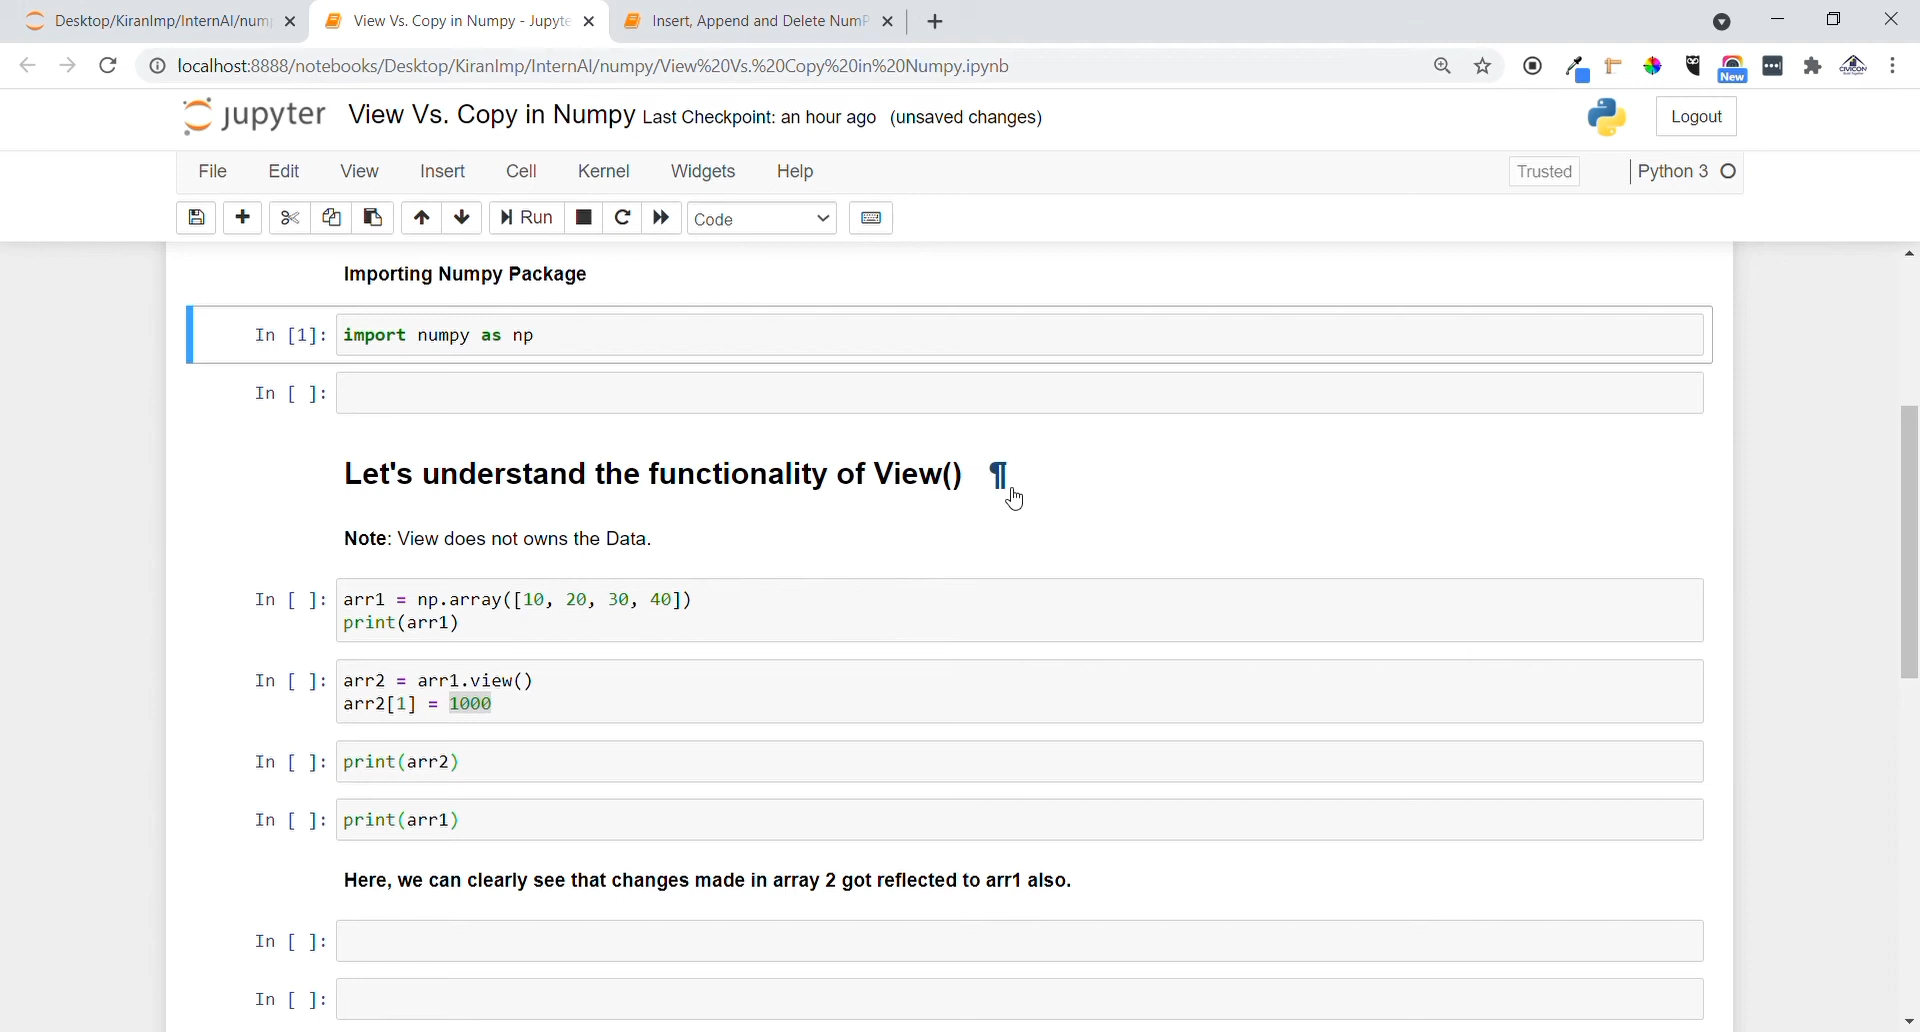 Desktop/KiranImp/InternAI/num
View Vs. Copy in Numpy - Jupyte
Insert, Append and Delete NumP
localhost:8888/notebooks/Desktop/KiranImp/InternAI/numpy/View%20Vs.%20Copy%20in%20Numpy.ipynb
New
CIVICON
jupyter View Vs. Copy in Numpy Last Checkpoint: an hour ago (unsaved changes)
Logout
File Edit View Insert Cell Kernel Widgets Help
Trusted
Python 3
Run
Code
Importing Numpy Package
In [1]: import numpy as np
In [ ]:
Let's understand the functionality of View() ¶
Note: View does not owns the Data.
In [ ]: arr1 = np.array([10, 20, 30, 40])
print(arr1)
In [ ]: arr2 = arr1.view()
arr2[1] = 1000
In [ ]: print(arr2)
In [ ]: print(arr1)
Here, we can clearly see that changes made in array 2 got reflected to arr1 also.
In [ ]:
In [ ]: